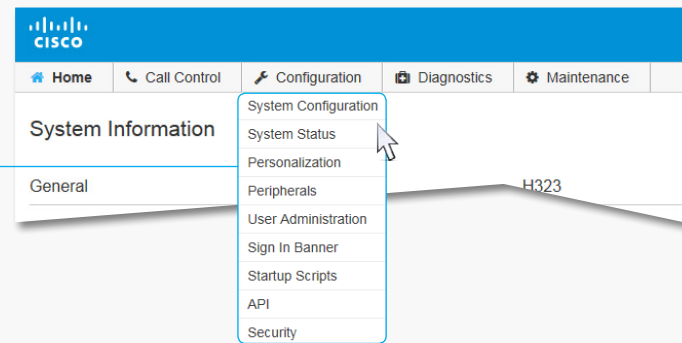 CISCO
Home Call Control Configuration Diagnostics Maintenance
System Information
General H323
System Configuration
System Status
Personalization
Peripherals
User Administration
Sign In Banner
Startup Scripts
API
Security